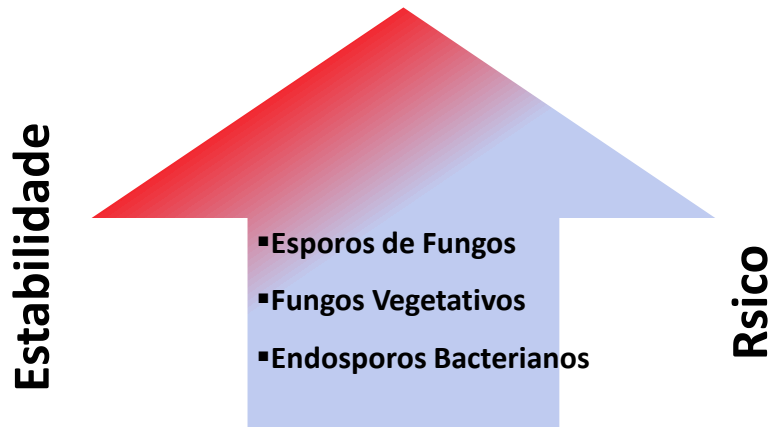 Estabilidade
▪Esporos de Fungos
▪Fungos Vegetativos
▪Endosporos Bacterianos
Rsico